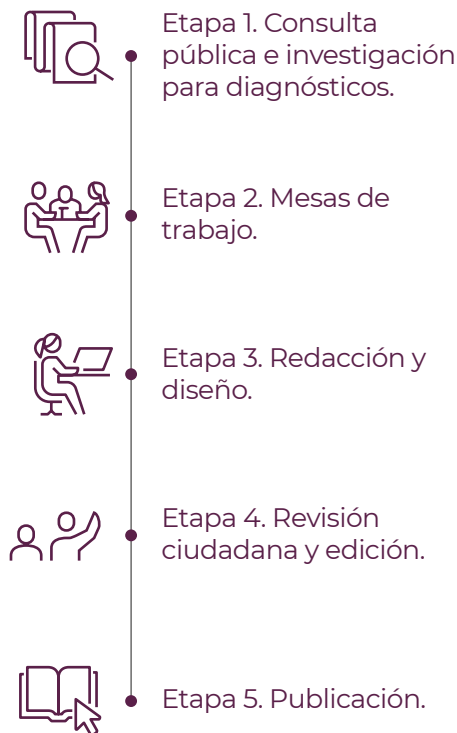 Etapa 1. Consulta
pública e investigación
para diagnósticos.
Etapa 2. Mesas de
trabajo.
Etapa 3. Redacción y
diseño.
Etapa 4. Revisión
ciudadana y edición.
Etapa 5. Publicación.